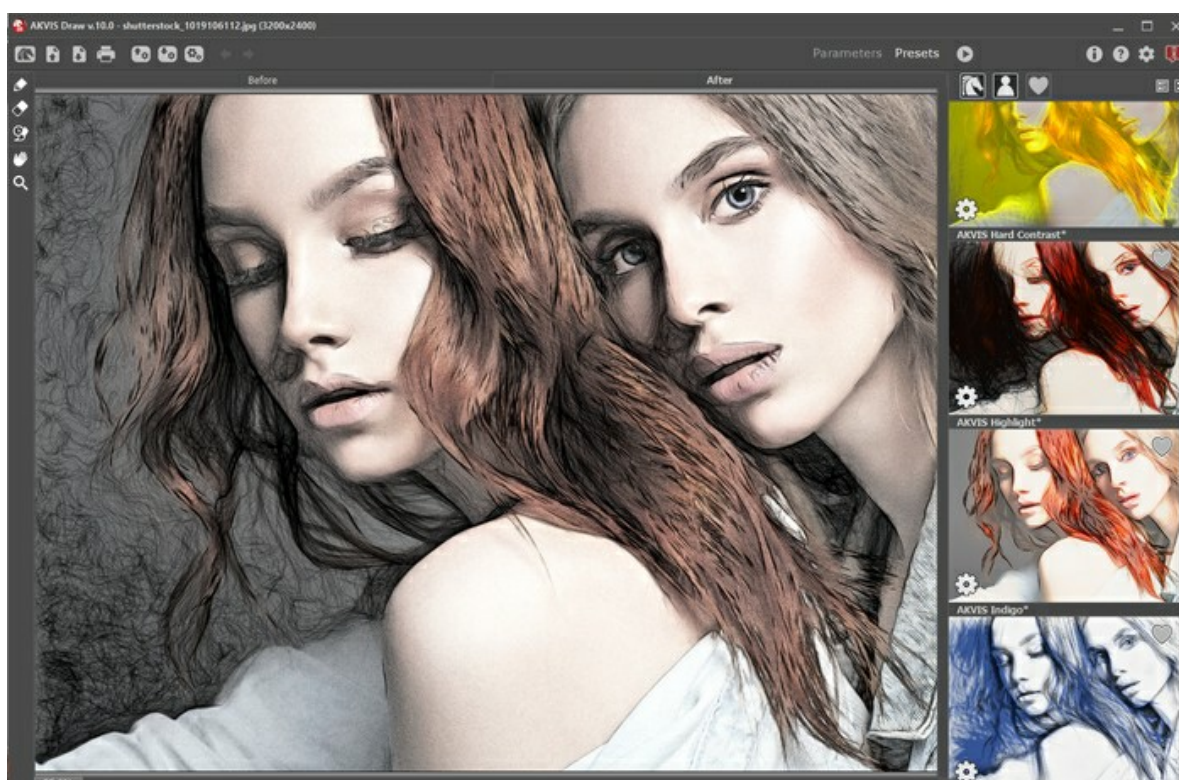 AKVIS Draw v.10.0 - shutterstock_1019106112.jpg (3200x2400)
Parameters Presets
Before After
AKVIS Hard Contrast*
AKVIS Highlight*
AKVIS Indigo*